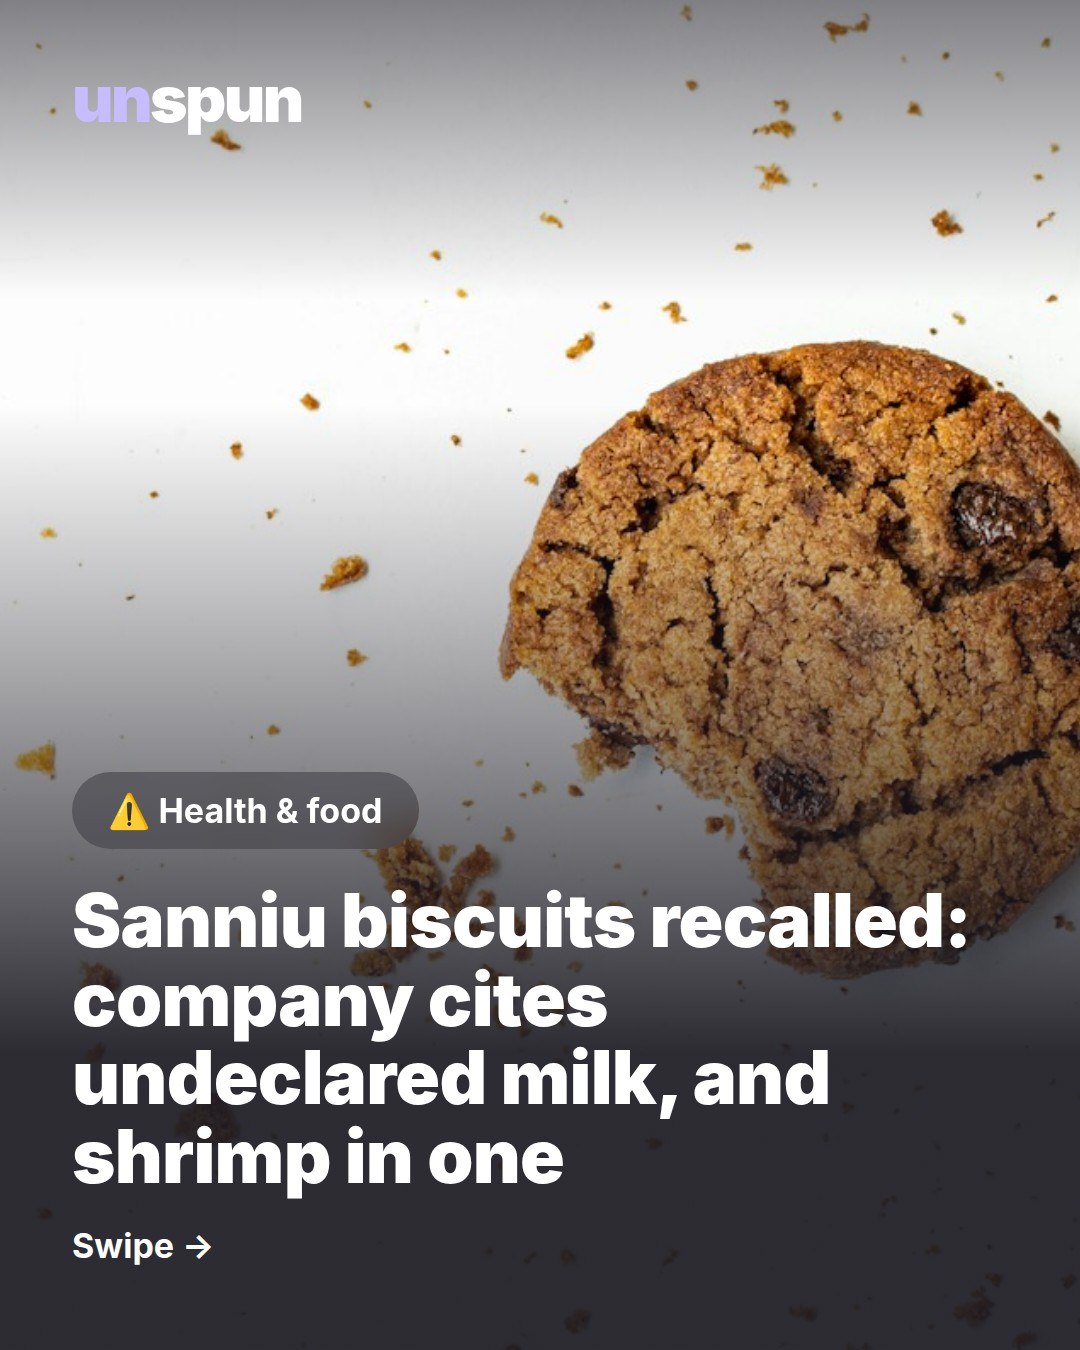 unspun
⚠️ Health & food
Sanniu biscuits recalled:
company cites
undeclared milk, and
shrimp in one
Swipe →